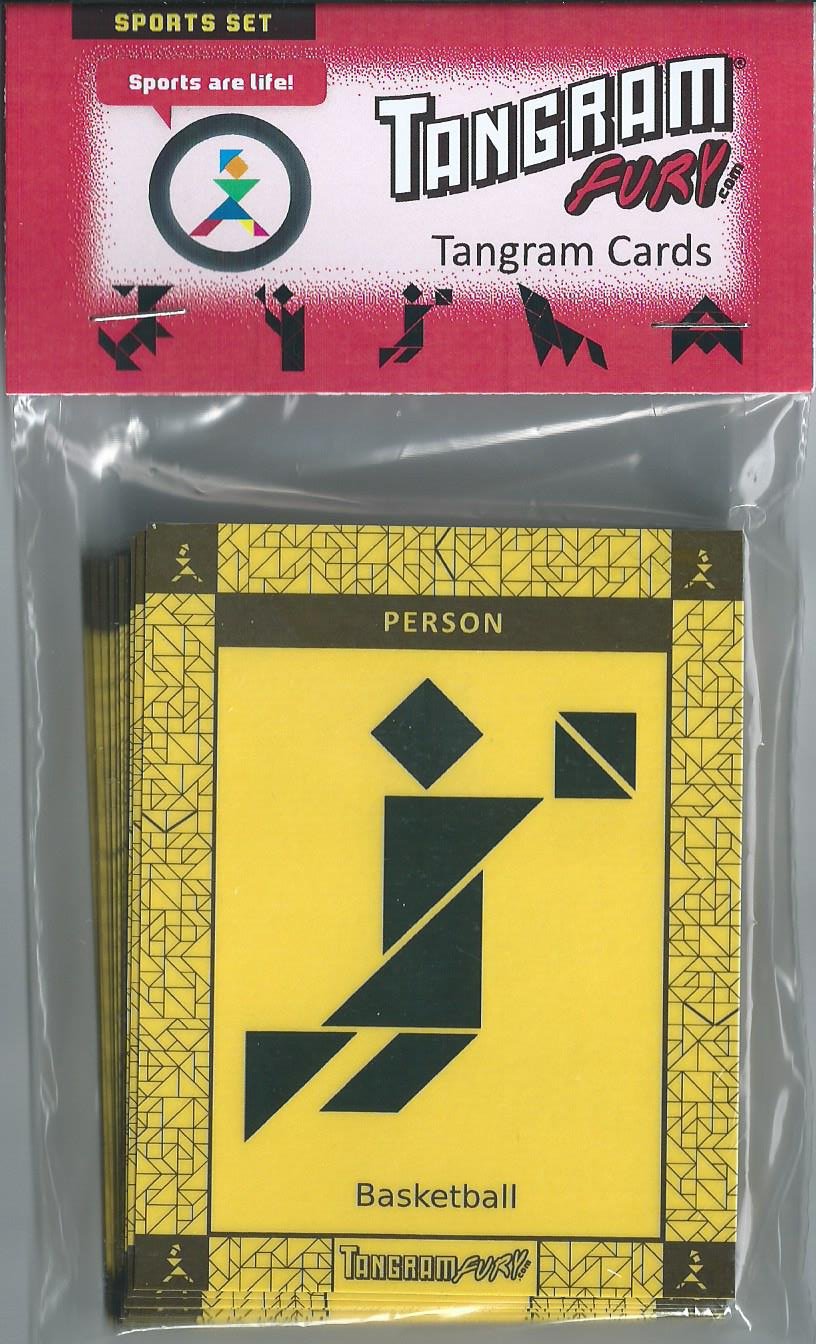 SPORTS SET
Sports are life!
TANGRAM®
FURY.com
Tangram Cards
PERSON
Basketball
TANGRAM FURY.com